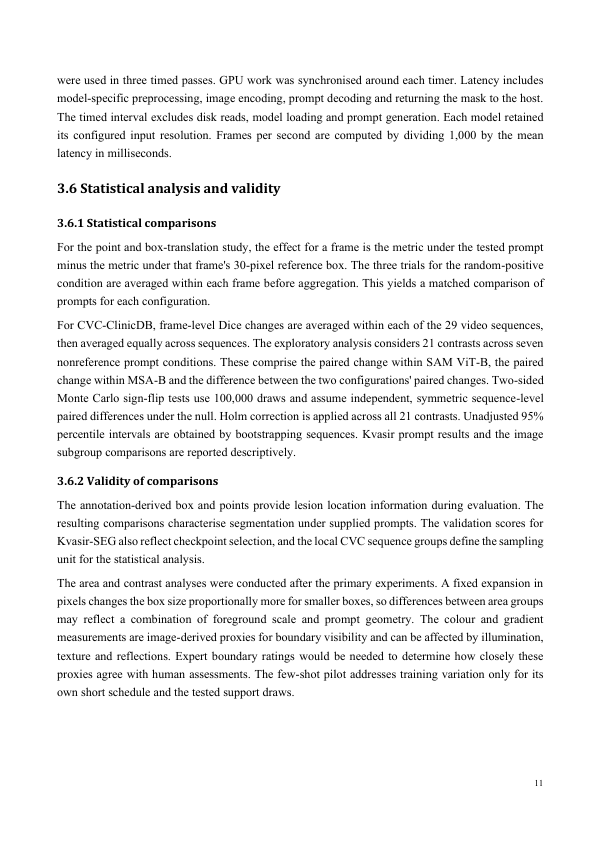 were used in three timed passes. GPU work was synchronised around each timer. Latency includes
model-specific preprocessing, image encoding, prompt decoding and returning the mask to the host.
The timed interval excludes disk reads, model loading and prompt generation. Each model retained
its configured input resolution. Frames per second are computed by dividing 1,000 by the mean
latency in milliseconds.
3.6 Statistical analysis and validity
3.6.1 Statistical comparisons
For the point and box-translation study, the effect for a frame is the metric under the tested prompt
minus the metric under that frame's 30-pixel reference box. The three trials for the random-positive
condition are averaged within each frame before aggregation. This yields a matched comparison of
prompts for each configuration.
For CVC-ClinicDB, frame-level Dice changes are averaged within each of the 29 video sequences,
then averaged equally across sequences. The exploratory analysis considers 21 contrasts across seven
nonreference prompt conditions. These comprise the paired change within SAM ViT-B, the paired
change within MSA-B and the difference between the two configurations' paired changes. Two-sided
Monte Carlo sign-flip tests use 100,000 draws and assume independent, symmetric sequence-level
paired differences under the null. Holm correction is applied across all 21 contrasts. Unadjusted 95%
percentile intervals are obtained by bootstrapping sequences. Kvasir prompt results and the image
subgroup comparisons are reported descriptively.
3.6.2 Validity of comparisons
The annotation-derived box and points provide lesion location information during evaluation. The
resulting comparisons characterise segmentation under supplied prompts. The validation scores for
Kvasir-SEG also reflect checkpoint selection, and the local CVC sequence groups define the sampling
unit for the statistical analysis.
The area and contrast analyses were conducted after the primary experiments. A fixed expansion in
pixels changes the box size proportionally more for smaller boxes, so differences between area groups
may reflect a combination of foreground scale and prompt geometry. The colour and gradient
measurements are image-derived proxies for boundary visibility and can be affected by illumination,
texture and reflections. Expert boundary ratings would be needed to determine how closely these
proxies agree with human assessments. The few-shot pilot addresses training variation only for its
own short schedule and the tested support draws.
11